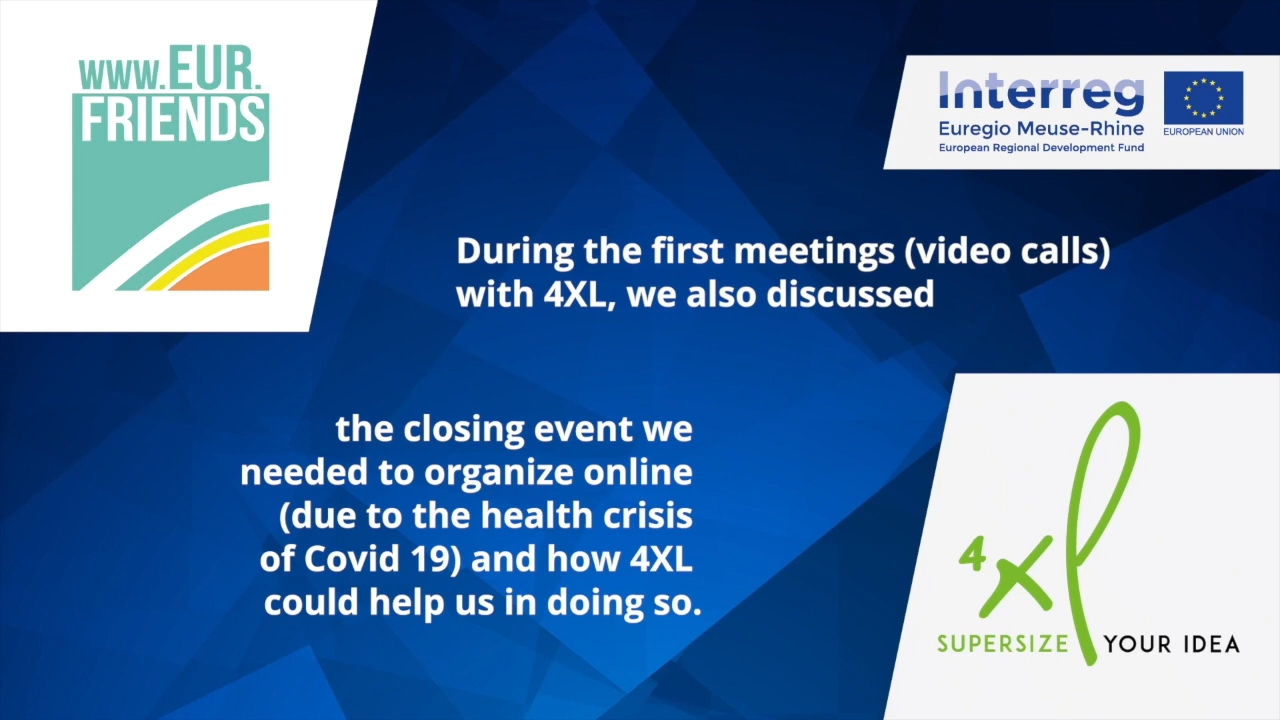 www.EUR.
FRIENDS
Interreg
Euregio Meuse-Rhine
European Regional Development Fund
EUROPEAN UNION
During the first meetings (video calls)
with 4XL, we also discussed
the closing event we
needed to organize online
(due to the health crisis
of Covid 19) and how 4XL
could help us in doing so.
4xl
SUPERSIZE YOUR IDEA